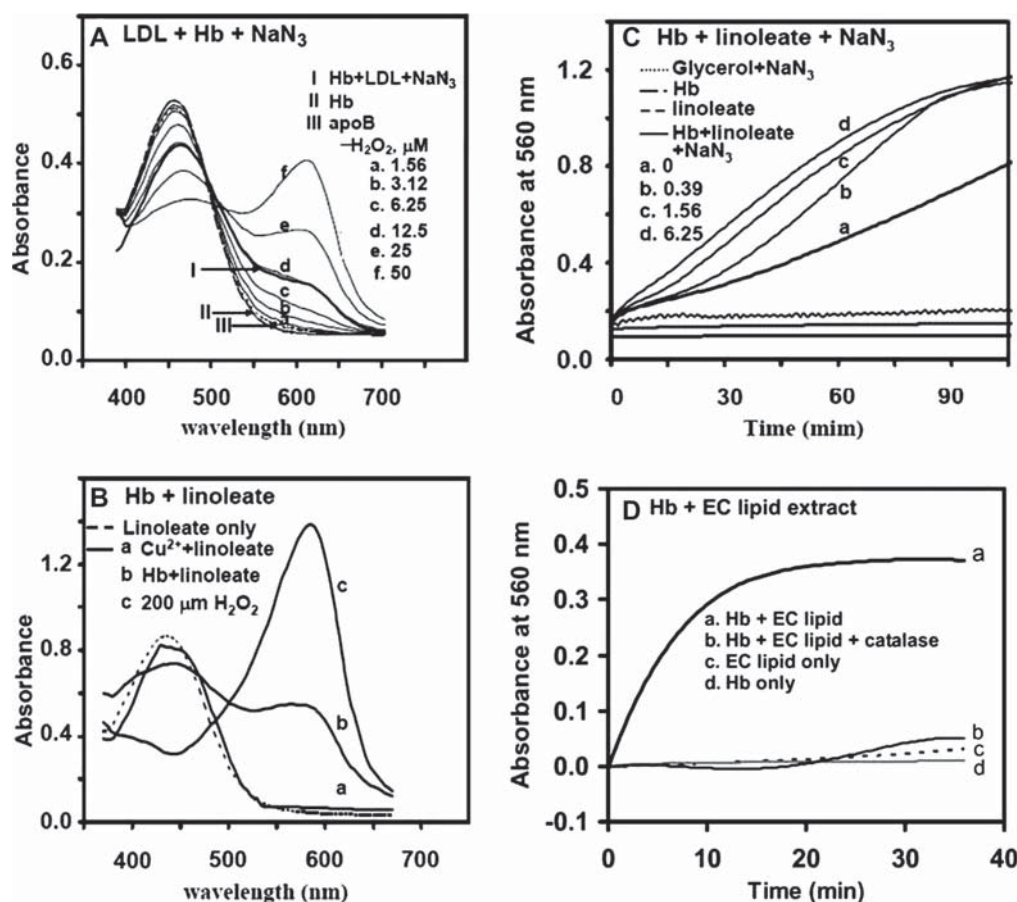 A LDL + Hb + NaN₃
I Hb+LDL+NaN₃
II Hb
III apoB
–H₂O₂, μM
a. 1.56
b. 3.12
c. 6.25
d. 12.5
e. 25
f. 50
0.6
0.4
0.2
0.0
Absorbance
f
e
d
I
c
b
II
III
400 500 600 700
wavelength (nm)
C Hb + linoleate + NaN₃
Glycerol+NaN₃
Hb
linoleate
Hb+linoleate
+NaN₃
a. 0
b. 0.39
c. 1.56
d. 6.25
1.2
0.8
0.4
0.0
Absorbance at 560 nm
d
c
b
a
0 30 60 90
Time (mim)
B Hb + linoleate
Linoleate only
a Cu²⁺+linoleate
b Hb+linoleate
c 200 μm H₂O₂
1.2
0.8
0.4
0.0
Absorbance
c
b
a
400 500 600 700
wavelength (nm)
D Hb + EC lipid extract
a
a. Hb + EC lipid
b. Hb + EC lipid + catalase
c. EC lipid only
d. Hb only
0.5
0.4
0.3
0.2
0.1
0.0
-0.1
Absorbance at 560 nm
b
c
d
0 10 20 30 40
Time (min)